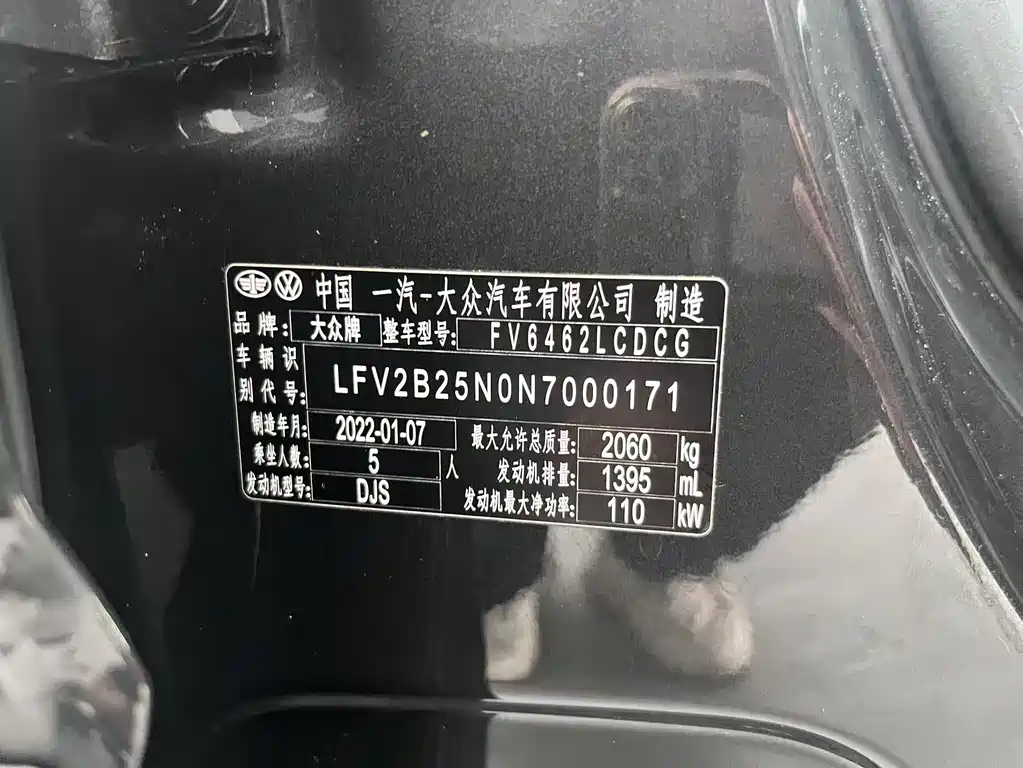 中国 一汽-大众汽车有限公司 制造
品牌: 大众牌 整车型号: FV6462LCDCG
车辆识别代号: LFV2B25N0N7000171
制造年月: 2022-01-07 最大允许总质量: 2060 kg
乘坐人数: 5 人 发动机排量: 1395 mL
发动机型号: DJS 发动机最大净功率: 110 kW